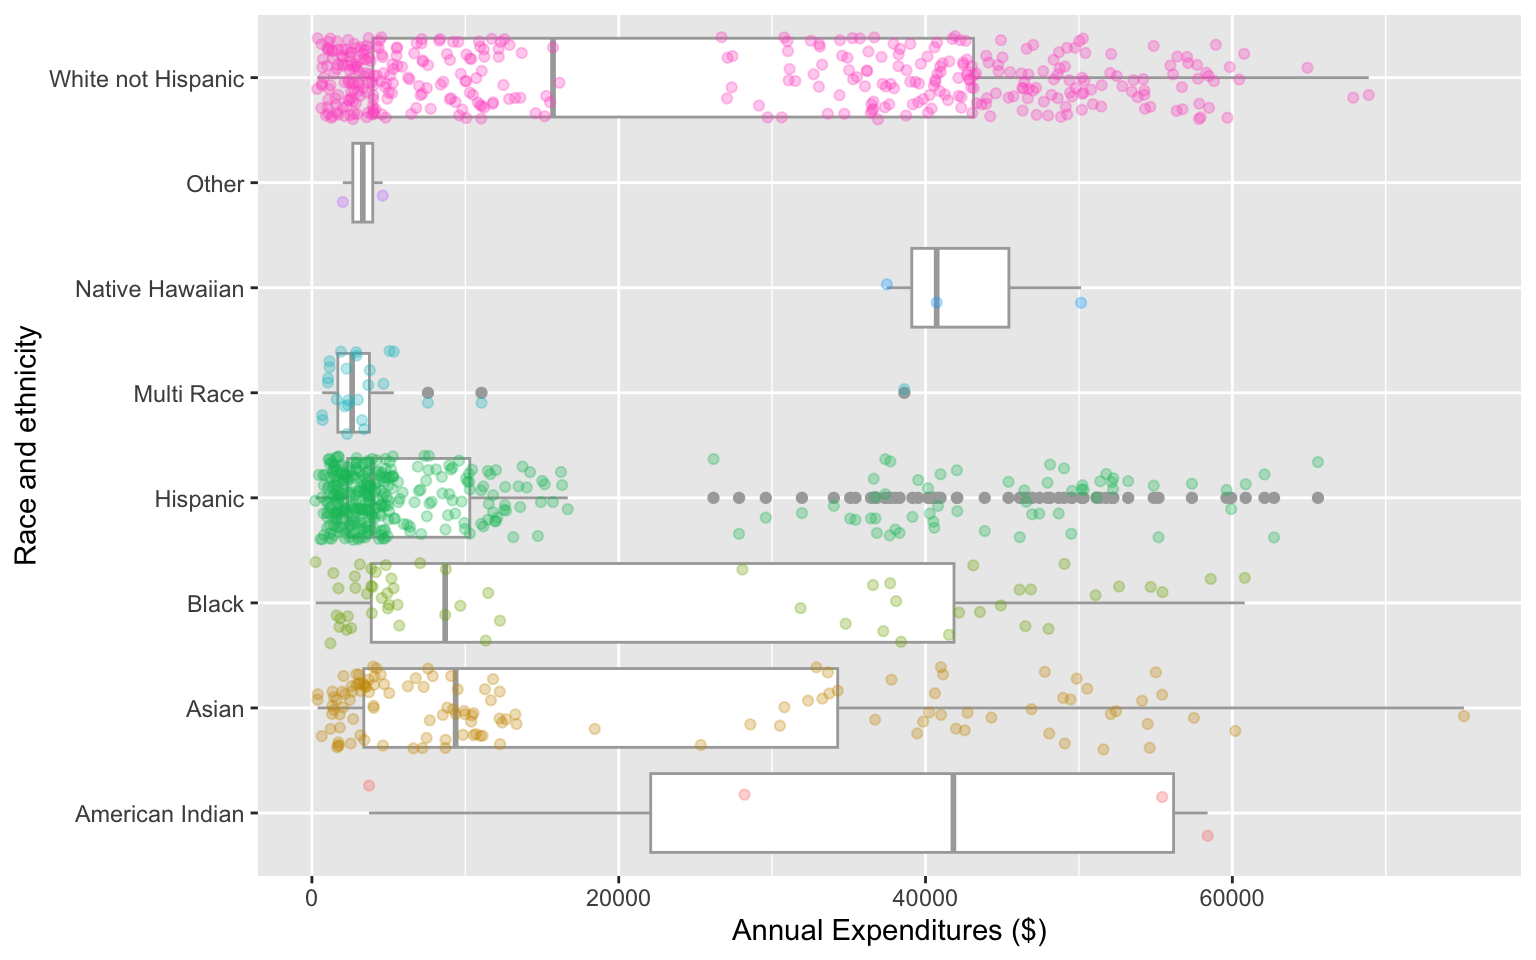 White not Hispanic
Other
Native Hawaiian
Multi Race
Hispanic
Black
Asian
American Indian
Race and ethnicity
0 20000 40000 60000
Annual Expenditures ($)